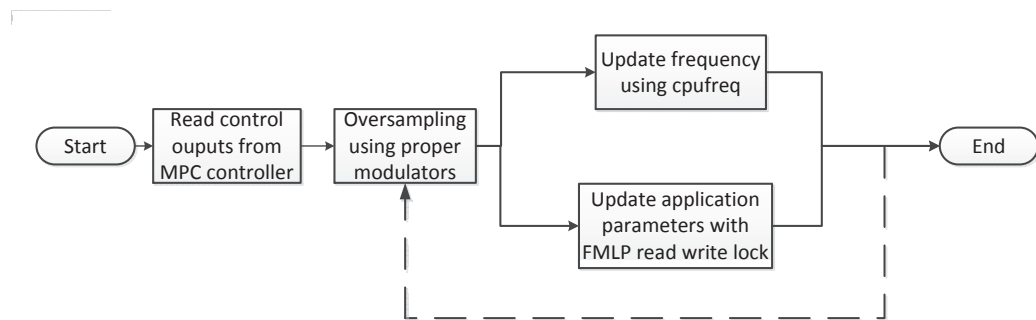 Start
Read control
ouputs from
MPC controller
Oversampling
using proper
modulators
Update frequency
using cpufreq
Update application
parameters with
FMLP read write lock
End